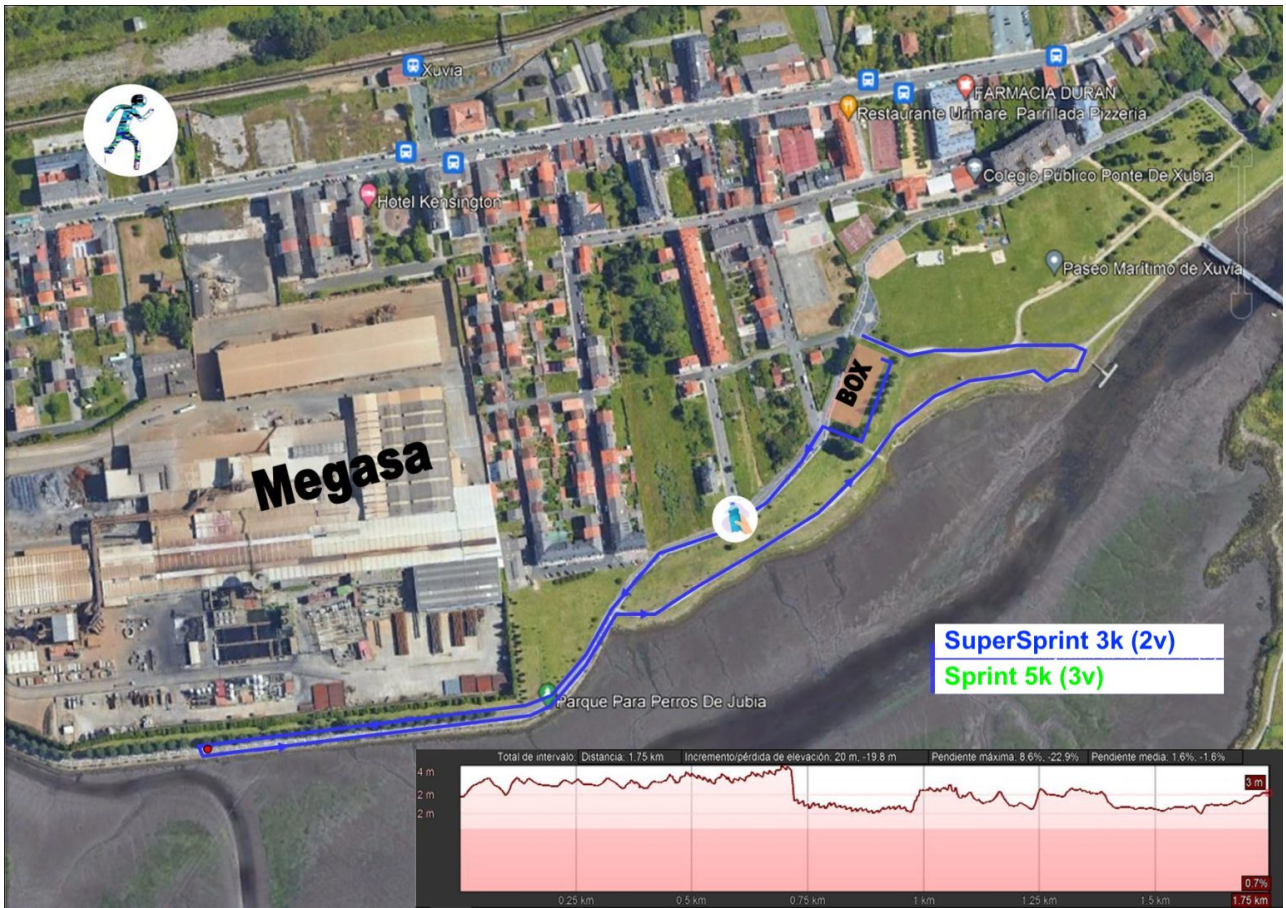 Xuvia
FARMACIA DURAN
Restaurante Urimare Parrillada Pizzeria
Colegio Público Ponte De Xubia
Hotel Kensington
Paseo Marítimo de Xuvia
BOX
Megasa
SuperSprint 3k (2v)
Sprint 5k (3v)
Parque Para Perros De Jubia
Total de intervalo: Distancia: 1.75 km Incremento/pérdida de elevación: 20 m, -19.8 m Pendiente máxima: 8.6%, -22.9% Pendiente media: 1.6%, -1.6%
4 m
3 m
2 m
2 m
0.7%
0.25 km 0.5 km 0.75 km 1 km 1.25 km 1.5 km 1.75 km